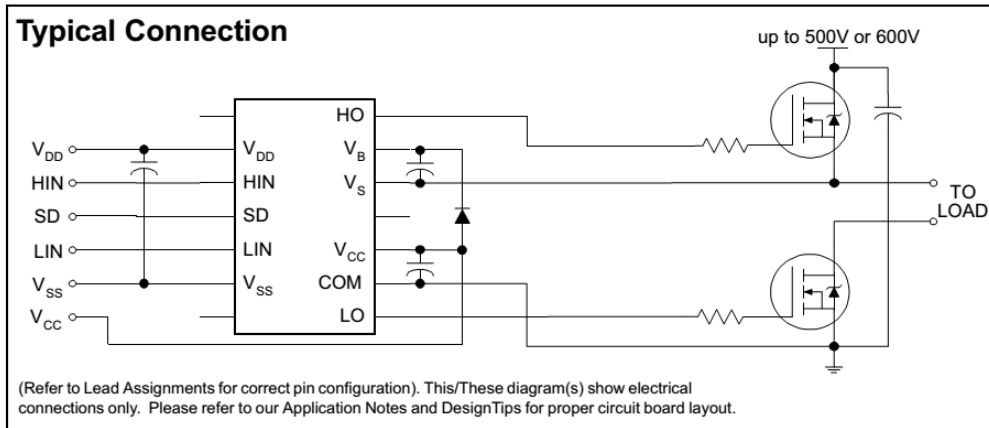 Typical Connection
up to 500V or 600V
HO
V_DD
V_DD
V_B
HIN
HIN
V_S
SD
SD
TO
LOAD
LIN
LIN
V_CC
V_SS
V_SS
COM
V_CC
LO
(Refer to Lead Assignments for correct pin configuration). This/These diagram(s) show electrical
connections only. Please refer to our Application Notes and DesignTips for proper circuit board layout.